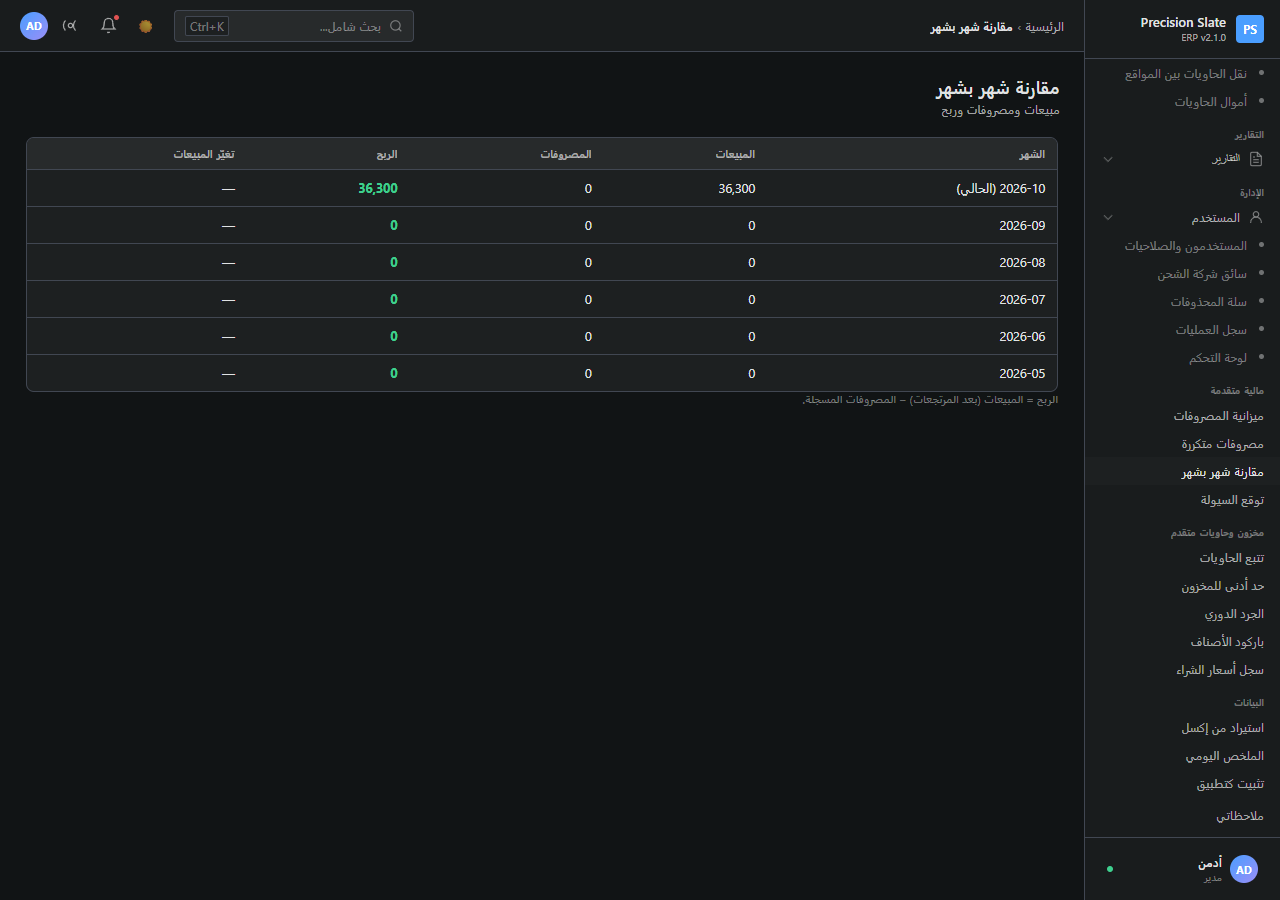 PS
Precision Slate
ERP v2.1.0
نقل الحاويات بين المواقع
أموال الحاويات
التقارير
التقارير
الإدارة
المستخدم
المستخدمون والصلاحيات
سائق شركة الشحن
سلة المحذوفات
سجل العمليات
لوحة التحكم
مالية متقدمة
ميزانية المصروفات
مصروفات متكررة
مقارنة شهر بشهر
توقع السيولة
مخزون وحاويات متقدم
تتبع الحاويات
حد أدنى للمخزون
الجرد الدوري
باركود الأصناف
سجل أسعار الشراء
البيانات
استيراد من إكسل
الملخص اليومي
تثبيت كتطبيق
ملاحظاتي
AD
أدمن
مدير
الرئيسية › مقارنة شهر بشهر
بحث شامل...
Ctrl+K
AD
مقارنة شهر بشهر
مبيعات ومصروفات وربح
الشهر المبيعات المصروفات الربح تغيّر المبيعات
2026-10 (الحالي) 36,300 0 36,300 —
2026-09 0 0 0 —
2026-08 0 0 0 —
2026-07 0 0 0 —
2026-06 0 0 0 —
2026-05 0 0 0 —
الربح = المبيعات (بعد المرتجعات) − المصروفات المسجلة.